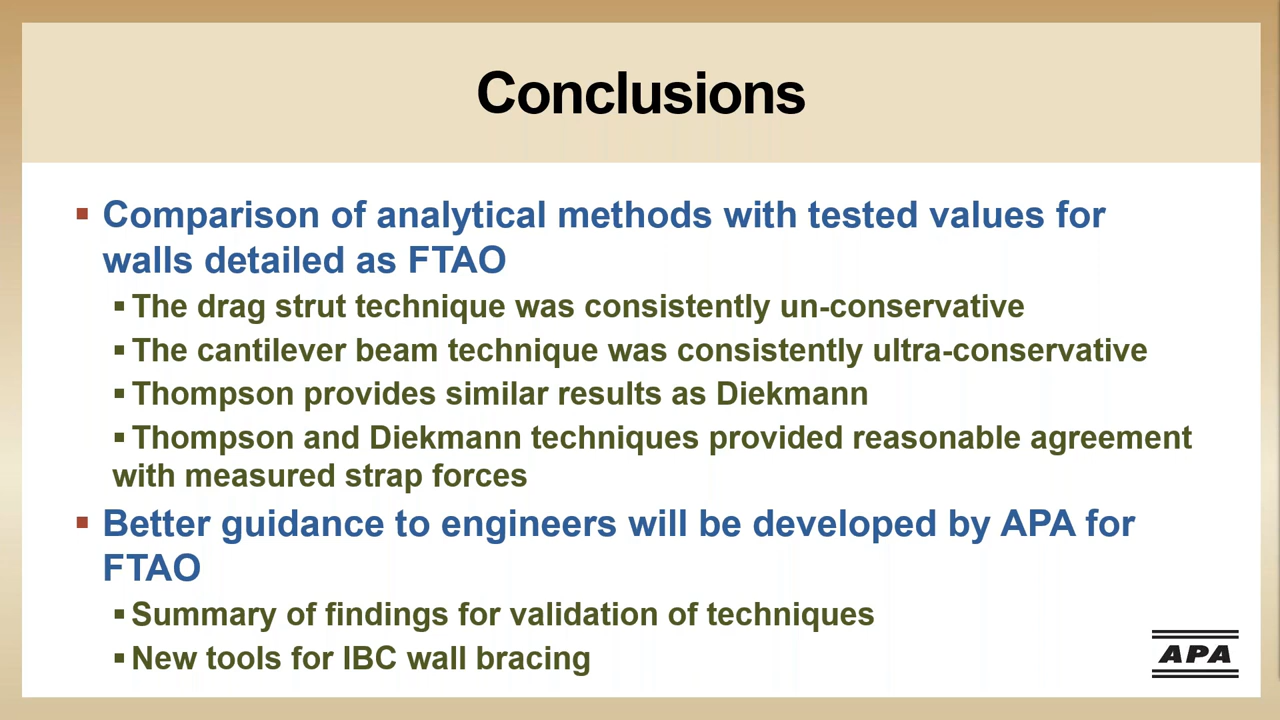 Conclusions
▪ Comparison of analytical methods with tested values for
walls detailed as FTAO
▪ The drag strut technique was consistently un-conservative
▪ The cantilever beam technique was consistently ultra-conservative
▪ Thompson provides similar results as Diekmann
▪ Thompson and Diekmann techniques provided reasonable agreement
with measured strap forces
▪ Better guidance to engineers will be developed by APA for
FTAO
▪ Summary of findings for validation of techniques
▪ New tools for IBC wall bracing
APA